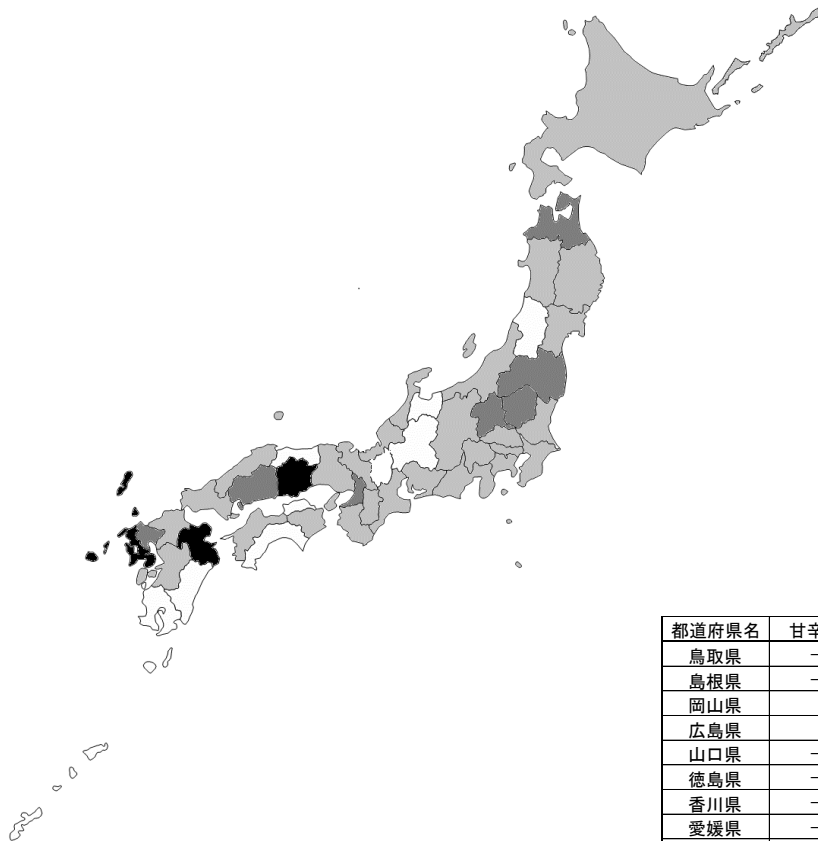 都道府県名 甘辛
鳥取県 -
島根県 -
岡山県
広島県
山口県 -
徳島県 -
香川県 -
愛媛県 -